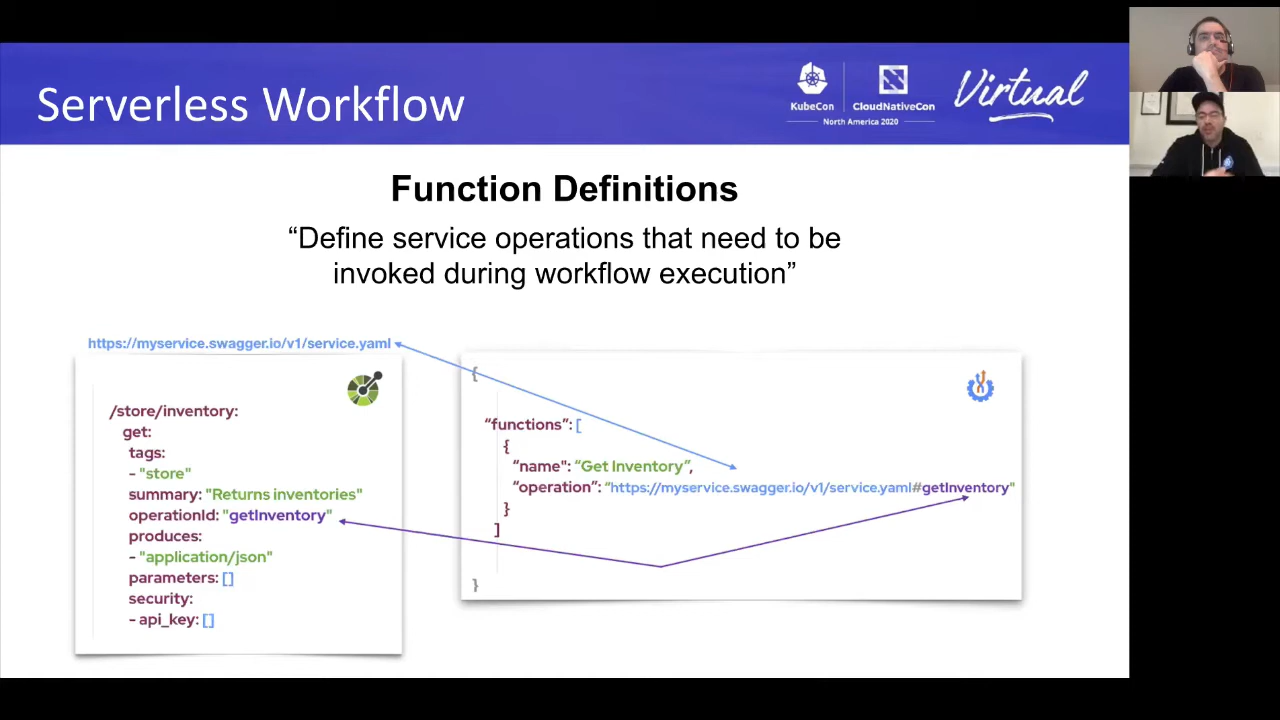 Serverless Workflow
KubeCon
CloudNativeCon
North America 2020
Virtual
Function Definitions
“Define service operations that need to be
invoked during workflow execution”
https://myservice.swagger.io/v1/service.yaml
/store/inventory:
get:
tags:
- "store"
summary: "Returns inventories"
operationId: "getInventory"
produces:
- "application/json"
parameters: []
security:
- api_key: []
{
“functions”: [
{
“name": “Get Inventory”,
“operation”: “https://myservice.swagger.io/v1/service.yaml#getInventory"
}
]
}